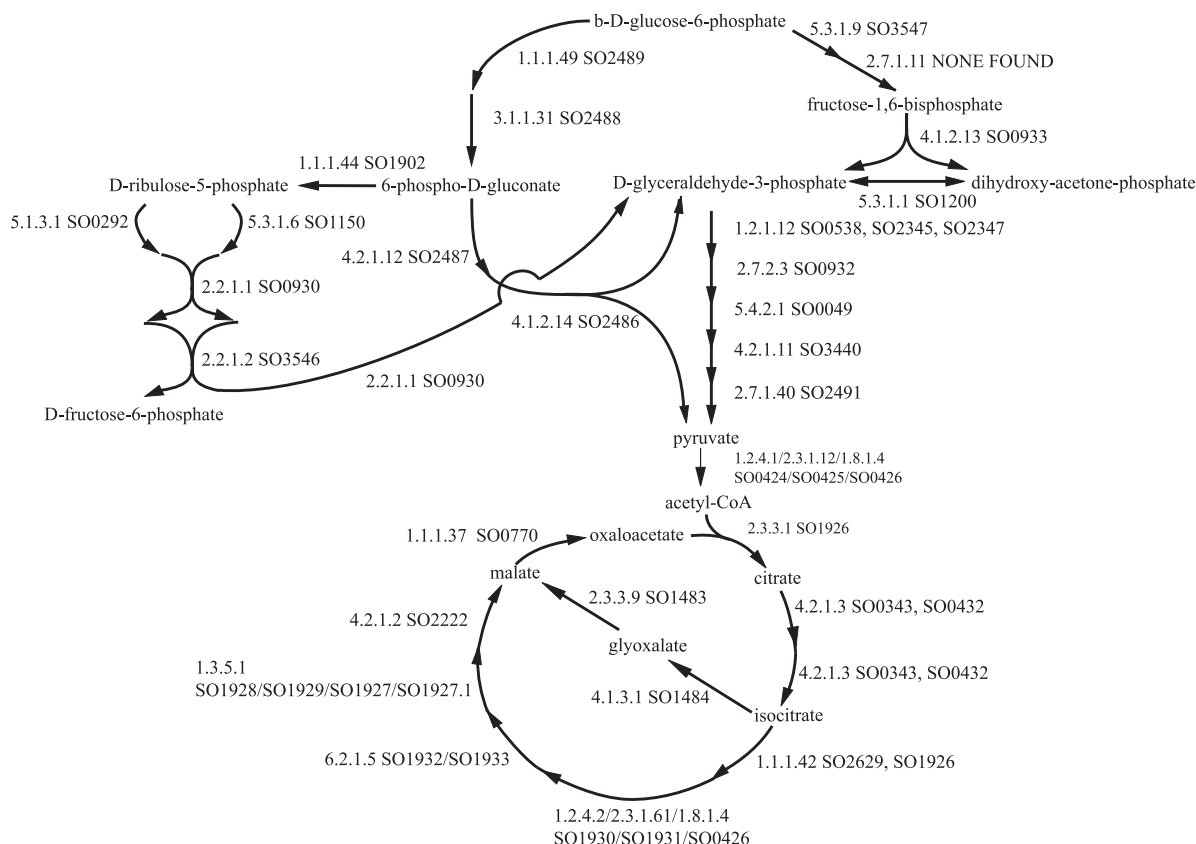 b-D-glucose-6-phosphate
5.3.1.9 SO3547
1.1.1.49 SO2489
2.7.1.11 NONE FOUND
fructose-1,6-bisphosphate
3.1.1.31 SO2488
4.1.2.13 SO0933
1.1.1.44 SO1902
D-ribulose-5-phosphate
6-phospho-D-gluconate
D-glyceraldehyde-3-phosphate
dihydroxy-acetone-phosphate
5.3.1.1 SO1200
5.1.3.1 SO0292
5.3.1.6 SO1150
1.2.1.12 SO0538, SO2345, SO2347
4.2.1.12 SO2487
2.7.2.3 SO0932
2.2.1.1 SO0930
5.4.2.1 SO0049
4.1.2.14 SO2486
4.2.1.11 SO3440
2.2.1.2 SO3546
2.2.1.1 SO0930
2.7.1.40 SO2491
D-fructose-6-phosphate
pyruvate
1.2.4.1/2.3.1.12/1.8.1.4
SO0424/SO0425/SO0426
acetyl-CoA
2.3.3.1 SO1926
1.1.1.37 SO0770
oxaloacetate
malate
citrate
2.3.3.9 SO1483
4.2.1.3 SO0343, SO0432
4.2.1.2 SO2222
glyoxalate
1.3.5.1
SO1928/SO1929/SO1927/SO1927.1
4.2.1.3 SO0343, SO0432
4.1.3.1 SO1484
isocitrate
6.2.1.5 SO1932/SO1933
1.1.1.42 SO2629, SO1926
1.2.4.2/2.3.1.61/1.8.1.4
SO1930/SO1931/SO0426